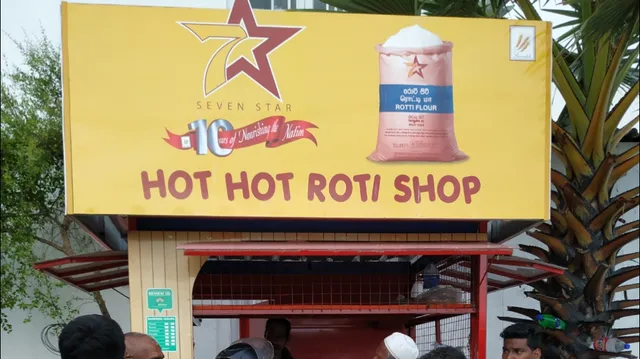 7
SEVEN STAR
10 Years of Nourishing the Nation
රොටි පිටි
ரொட்டி மா
ROTTI FLOUR
HOT HOT ROTI SHOP